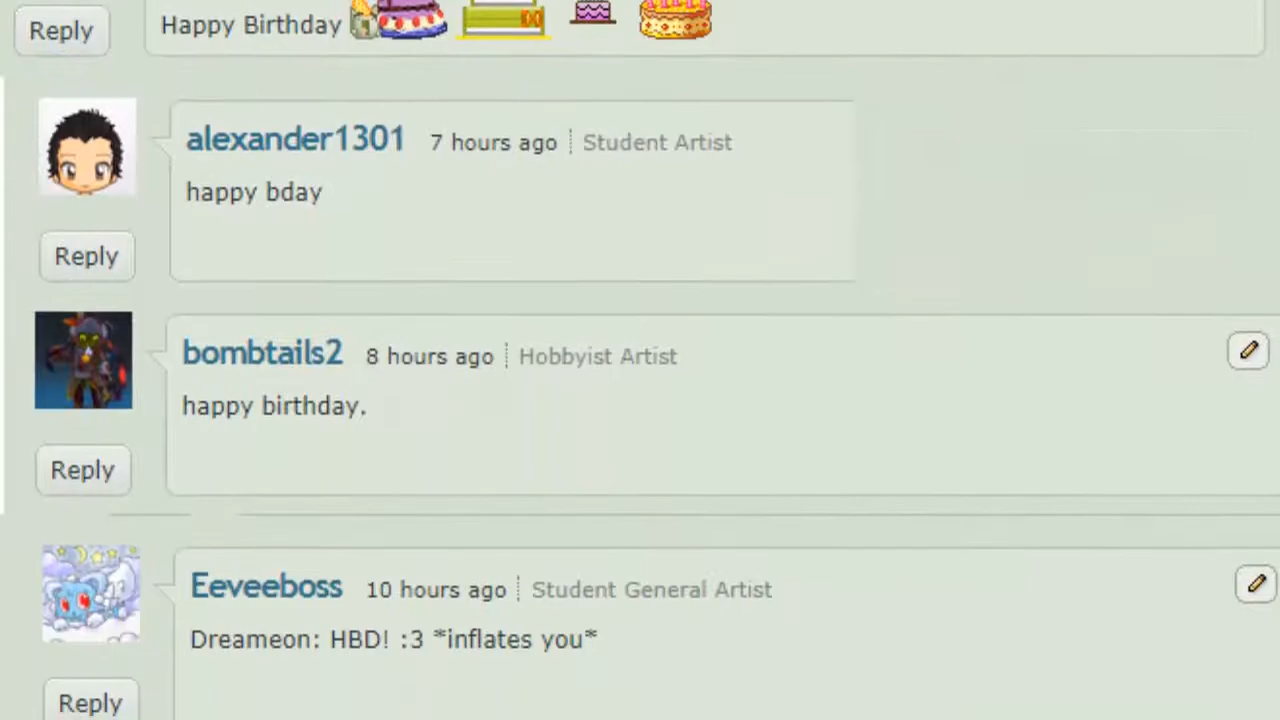 Reply
Happy Birthday
alexander1301 7 hours ago Student Artist
happy bday
Reply
bombtails2 8 hours ago Hobbyist Artist
happy birthday.
Reply
Eeveeboss 10 hours ago Student General Artist
Dreameon: HBD! :3 *inflates you*
Reply